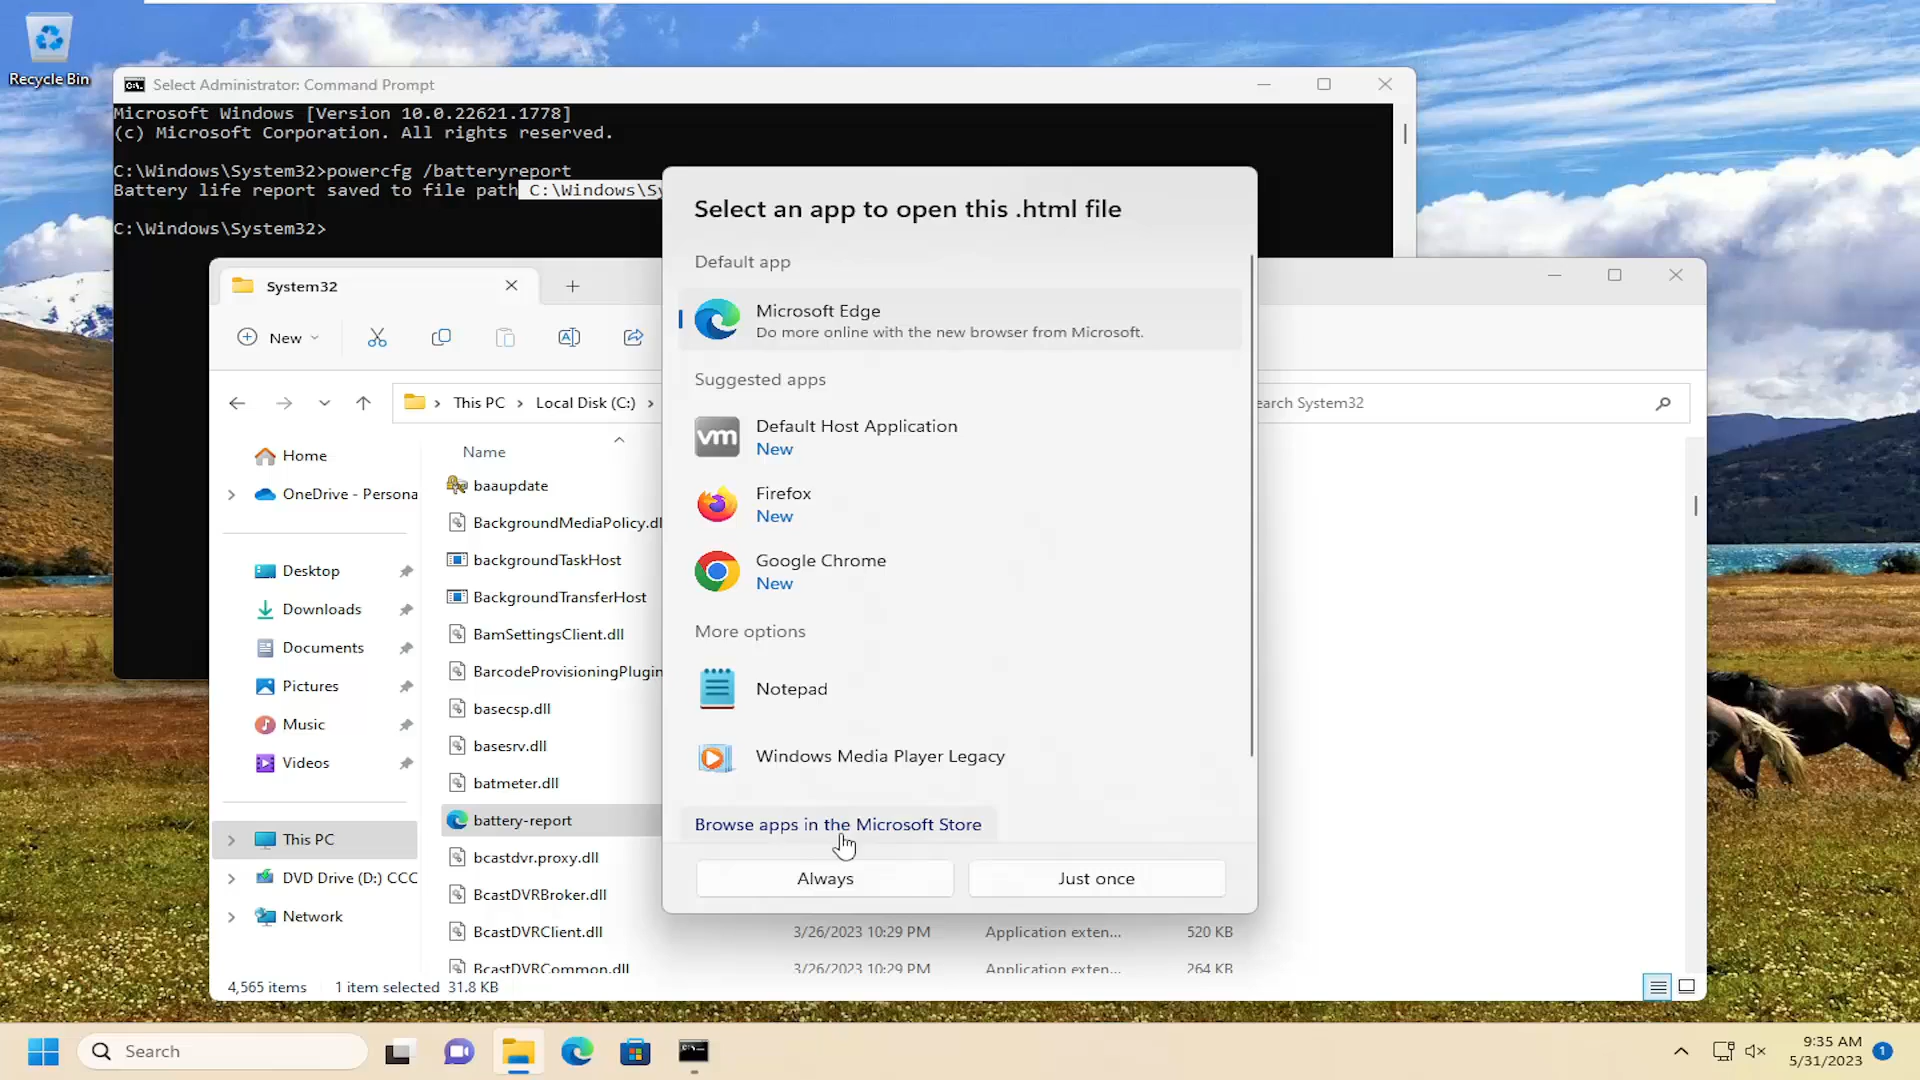 Recycle Bin
Select Administrator: Command Prompt
Microsoft Windows [Version 10.0.22621.1778]
(c) Microsoft Corporation. All rights reserved.
C:\Windows\System32>powercfg /batteryreport
Battery life report saved to file path C:\Windows\Sy
C:\Windows\System32>
System32
New
This PC
Local Disk (C:)
earch System32
Home
OneDrive - Persona
Desktop
Downloads
Documents
Pictures
Music
Videos
This PC
DVD Drive (D:) CCC
Network
Name
baaupdate
BackgroundMediaPolicy.dl
backgroundTaskHost
BackgroundTransferHost
BamSettingsClient.dll
BarcodeProvisioningPlugin
basecsp.dll
basesrv.dll
batmeter.dll
battery-report
bcastdvr.proxy.dll
BcastDVRBroker.dll
BcastDVRClient.dll 3/26/2023 10:29 PM Application exten... 520 KB
BcastDVRCommon.dll 3/26/2023 10:29 PM Application exten... 264 KB
4,565 items 1 item selected 31.8 KB
Select an app to open this .html file
Default app
Microsoft Edge
Do more online with the new browser from Microsoft.
Suggested apps
vm
Default Host Application
New
Firefox
New
Google Chrome
New
More options
Notepad
Windows Media Player Legacy
Browse apps in the Microsoft Store
Always
Just once
Search
9:35 AM
5/31/2023
1